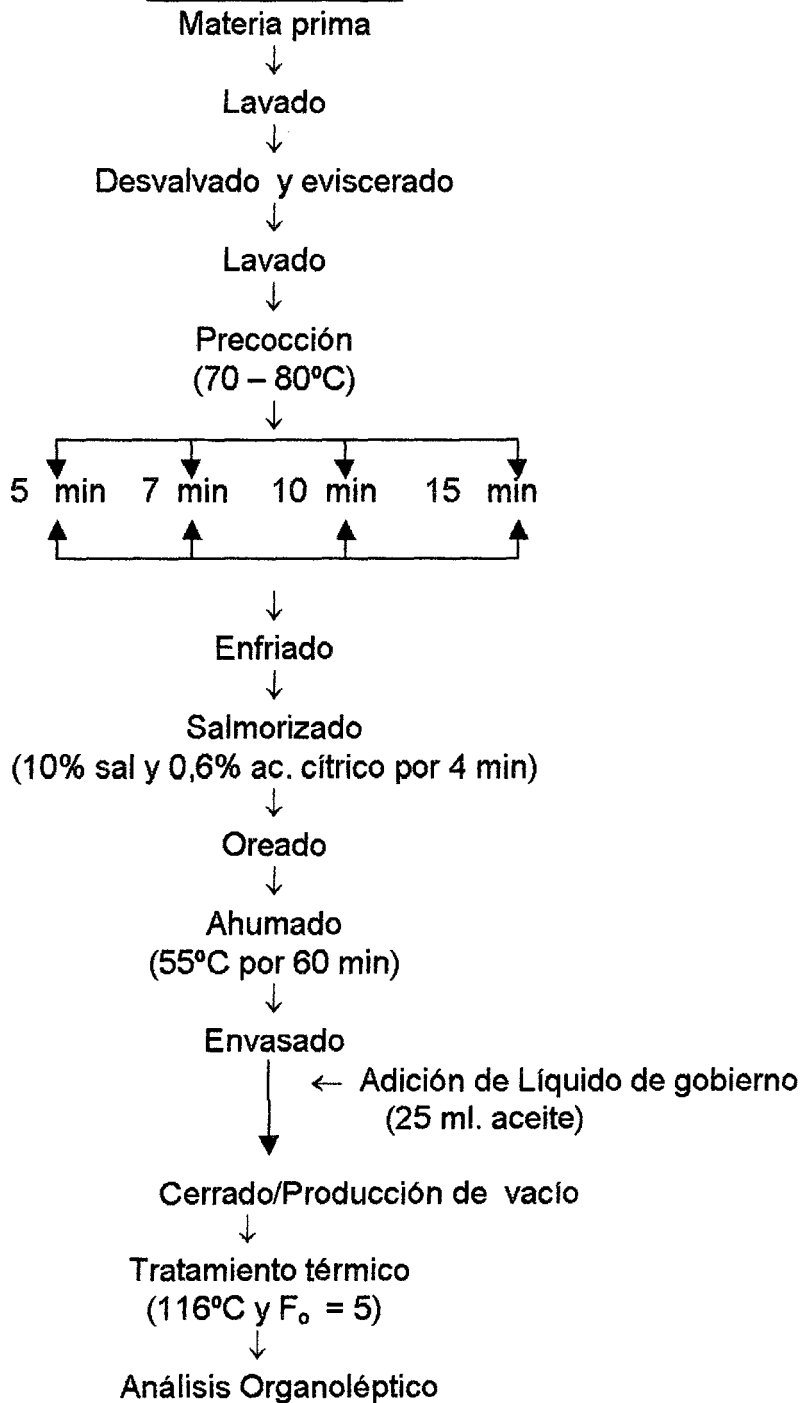 Materia prima
↓
Lavado
↓
Desvalvado y eviscerado
↓
Lavado
↓
Precocción
(70 – 80ºC)
↓
5 min 7 min 10 min 15 min
↓
Enfriado
↓
Salmorizado
(10% sal y 0,6% ac. cítrico por 4 min)
↓
Oreado
↓
Ahumado
(55ºC por 60 min)
↓
Envasado
← Adición de Líquido de gobierno
(25 ml. aceite)
Cerrado/Producción de vacío
↓
Tratamiento térmico
(116ºC y Fₒ = 5)
↓
Análisis Organoléptico